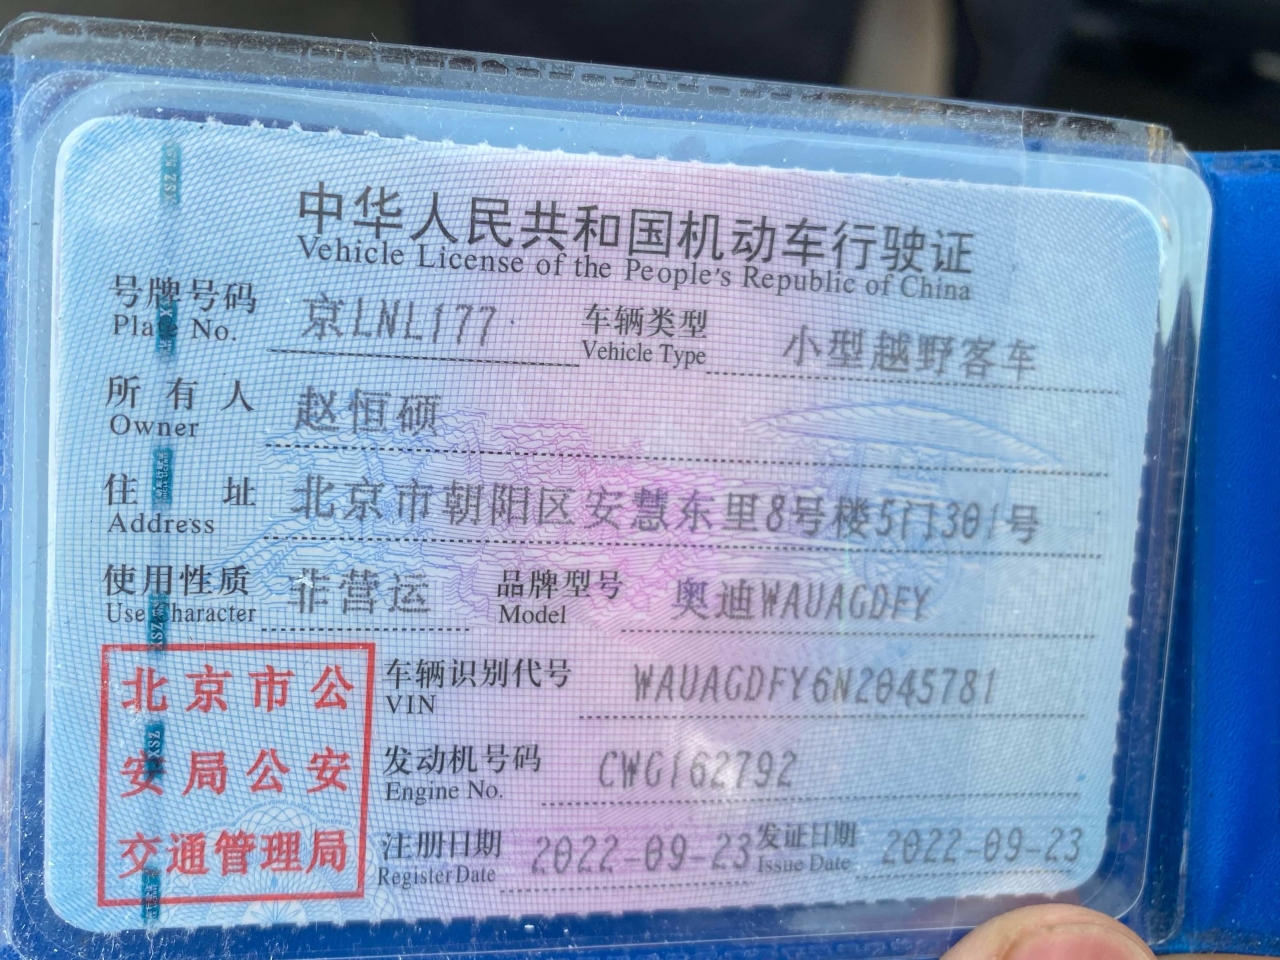 中华人民共和国机动车行驶证
Vehicle License of the People's Republic of China
号牌号码 京LNL177 车辆类型 小型越野客车
Plate No. Vehicle Type
所有人 赵恒硕
Owner
住址 北京市朝阳区安慧东里8号楼5门301号
Address
使用性质 非营运 品牌型号 奥迪WAUAGDFY
Use Character Model
北京市公
安局公安
交通管理局
车辆识别代号 WAUAGDFY6N2045781
VIN
发动机号码 CWG162792
Engine No.
注册日期 2022-09-23 发证日期 2022-09-23
Register Date Issue Date